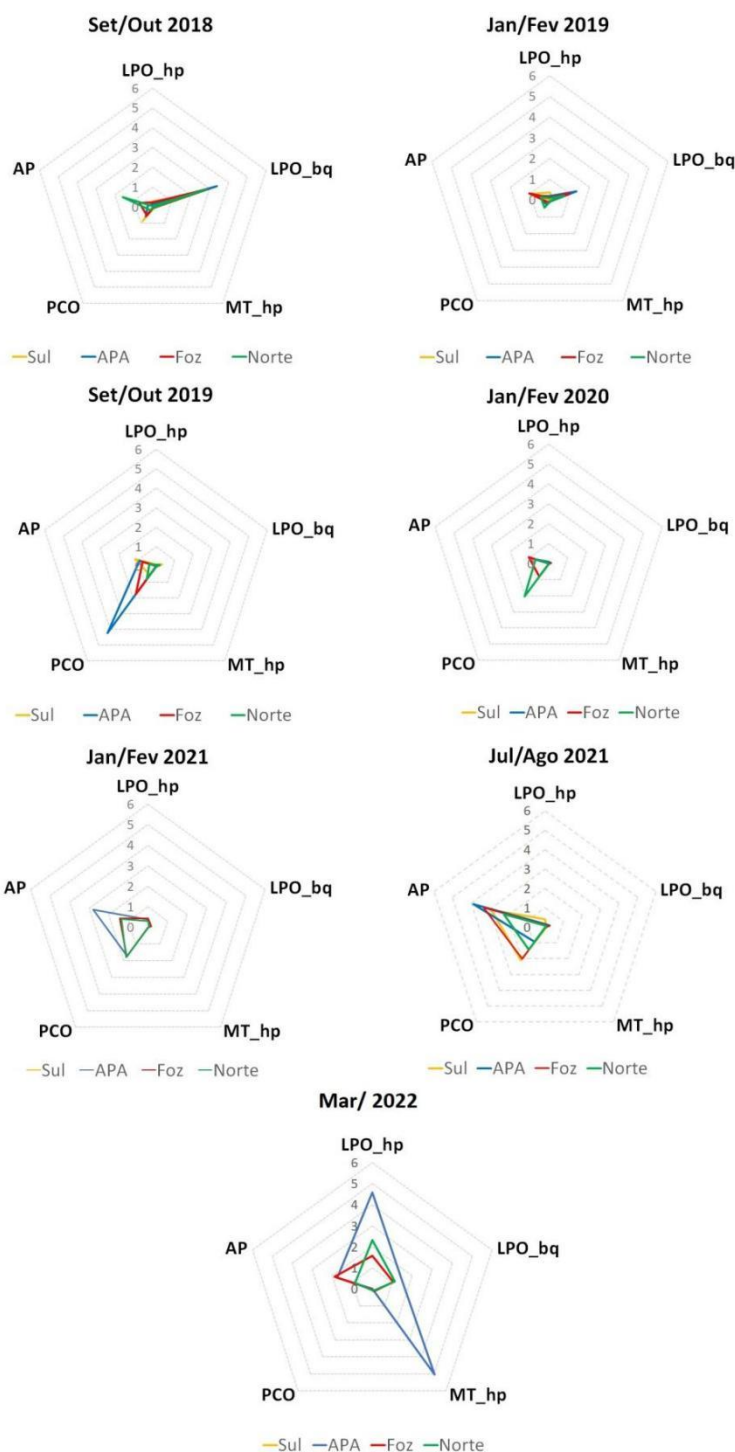 Set/Out 2018
LPO_hp
6
5
4
3
2
1
0
AP
LPO_bq
PCO
MT_hp
Sul APA Foz Norte
Jan/Fev 2019
LPO_hp
6
5
4
3
2
1
0
AP
LPO_bq
PCO
MT_hp
Sul APA Foz Norte
Set/Out 2019
LPO_hp
6
5
4
3
2
1
0
AP
LPO_bq
PCO
MT_hp
Sul APA Foz Norte
Jan/Fev 2020
LPO_hp
6
5
4
3
2
1
0
AP
LPO_bq
PCO
MT_hp
Sul APA Foz Norte
Jan/Fev 2021
LPO_hp
6
5
4
3
2
1
0
AP
LPO_bq
PCO
MT_hp
Sul APA Foz Norte
Jul/Ago 2021
LPO_hp
6
5
4
3
2
1
0
AP
LPO_bq
PCO
MT_hp
Sul APA Foz Norte
Mar/ 2022
LPO_hp
6
5
4
3
2
1
0
AP
LPO_bq
PCO
MT_hp
Sul APA Foz Norte